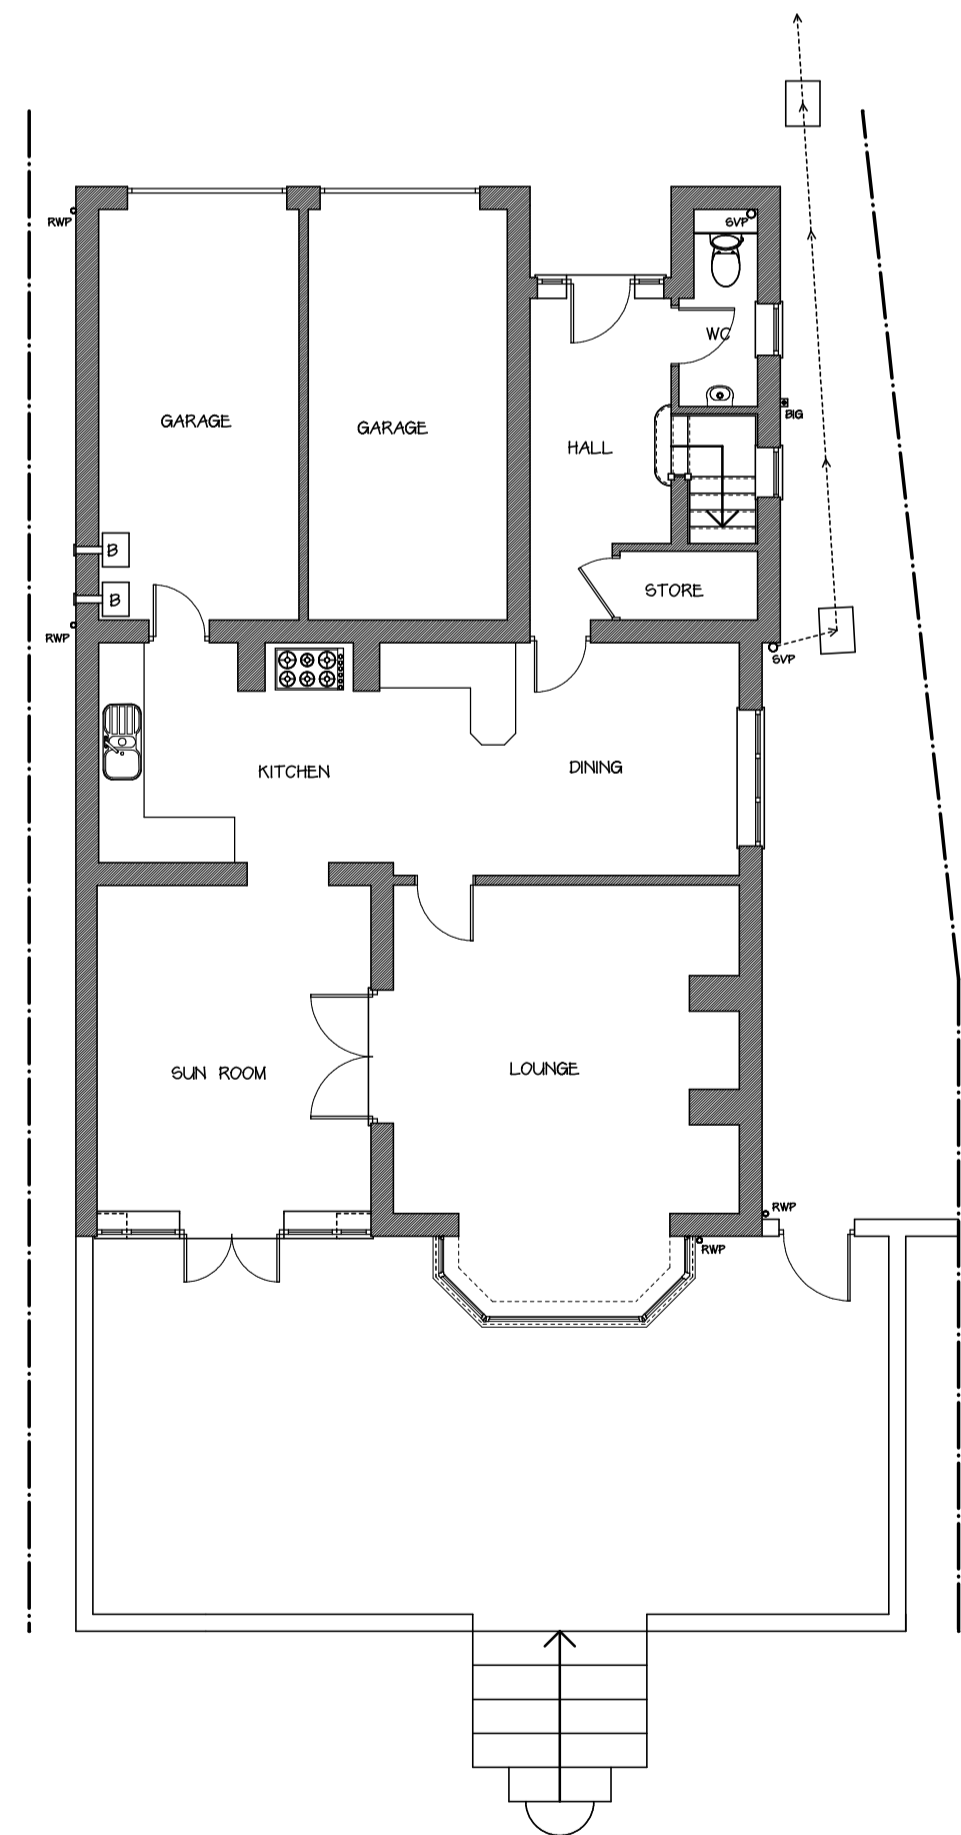 RWP
SVP
WC
BIG
GARAGE
GARAGE
HALL
B
B
STORE
RWP
SVP
KITCHEN
DINING
SUN ROOM
LOUNGE
RWP
RWP